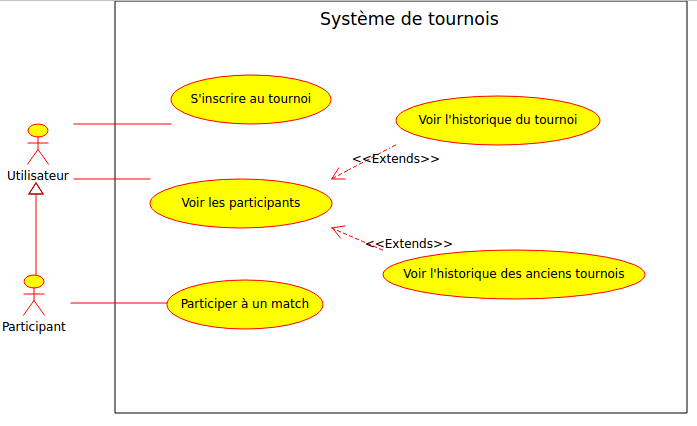 Système de tournois
S'inscrire au tournoi
Voir l'historique du tournoi
<<Extends>>
Utilisateur
Voir les participants
<<Extends>>
Voir l'historique des anciens tournois
Participer à un match
Participant